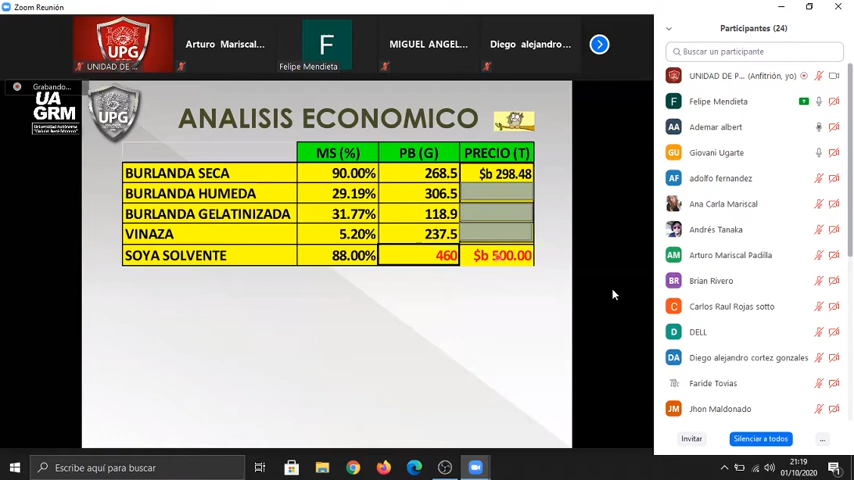 Zoom Reunión
UPG
UNIDAD DE ...
Arturo Mariscal...
F
Felipe Mendieta
MIGUEL ANGEL...
Diego alejandro...
Participantes (24)
Buscar un participante
Grabando...
UA
GRM
UPG
ANALISIS ECONOMICO
MS (%) PB (G) PRECIO (T)
BURLANDA SECA 90.00% 268.5 $b 298.48
BURLANDA HUMEDA 29.19% 306.5
BURLANDA GELATINIZADA 31.77% 118.9
VINAZA 5.20% 237.5
SOYA SOLVENTE 88.00% 460 $b 500.00
UNIDAD DE P... (Anfitrión, yo)
F Felipe Mendieta
AA Ademar albert
GU Giovani Ugarte
AF adolfo fernandez
Ana Carla Mariscal
Andrés Tanaka
AM Arturo Mariscal Padilla
BR Brian Rivero
CR Carlos Raul Rojas sotto
D DELL
DA Diego alejandro cortez gonzales
Faride Tovias
JM Jhon Maldonado
Invitar
Silenciar a todos
...
Escribe aquí para buscar
21:19
01/10/2020